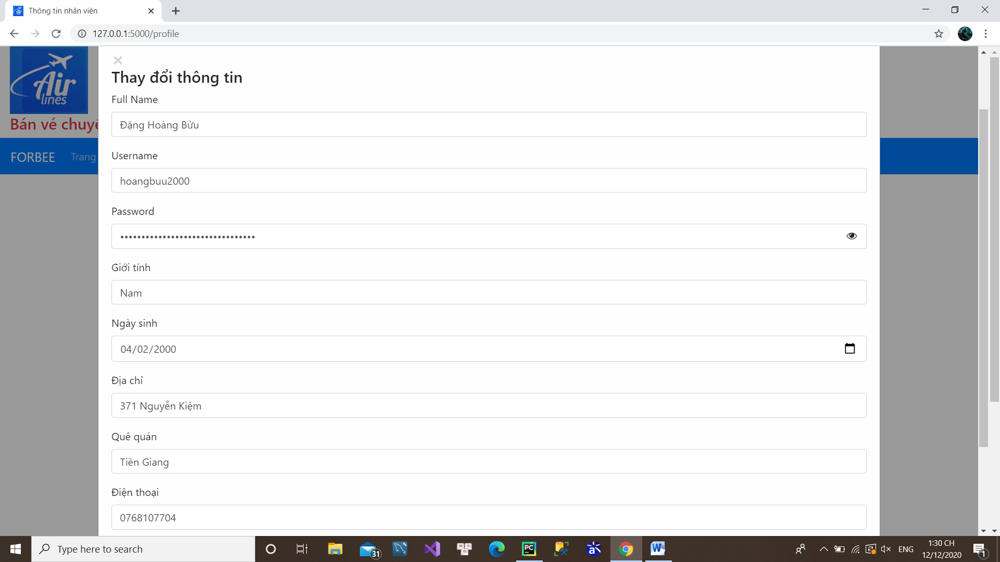 Thông tin nhân viên
127.0.0.1:5000/profile
Air
lines
Bán vé chuyê
FORBEE Trang
Thay đổi thông tin
Full Name
Đặng Hoàng Bửu
Username
hoangbuu2000
Password
••••••••••••••••••••••••••••••••
Giới tính
Nam
Ngày sinh
04/02/2000
Địa chỉ
371 Nguyễn Kiệm
Quê quán
Tiền Giang
Điện thoại
0768107704
Type here to search
31
PC
ENG
1:30 CH
12/12/2020
1